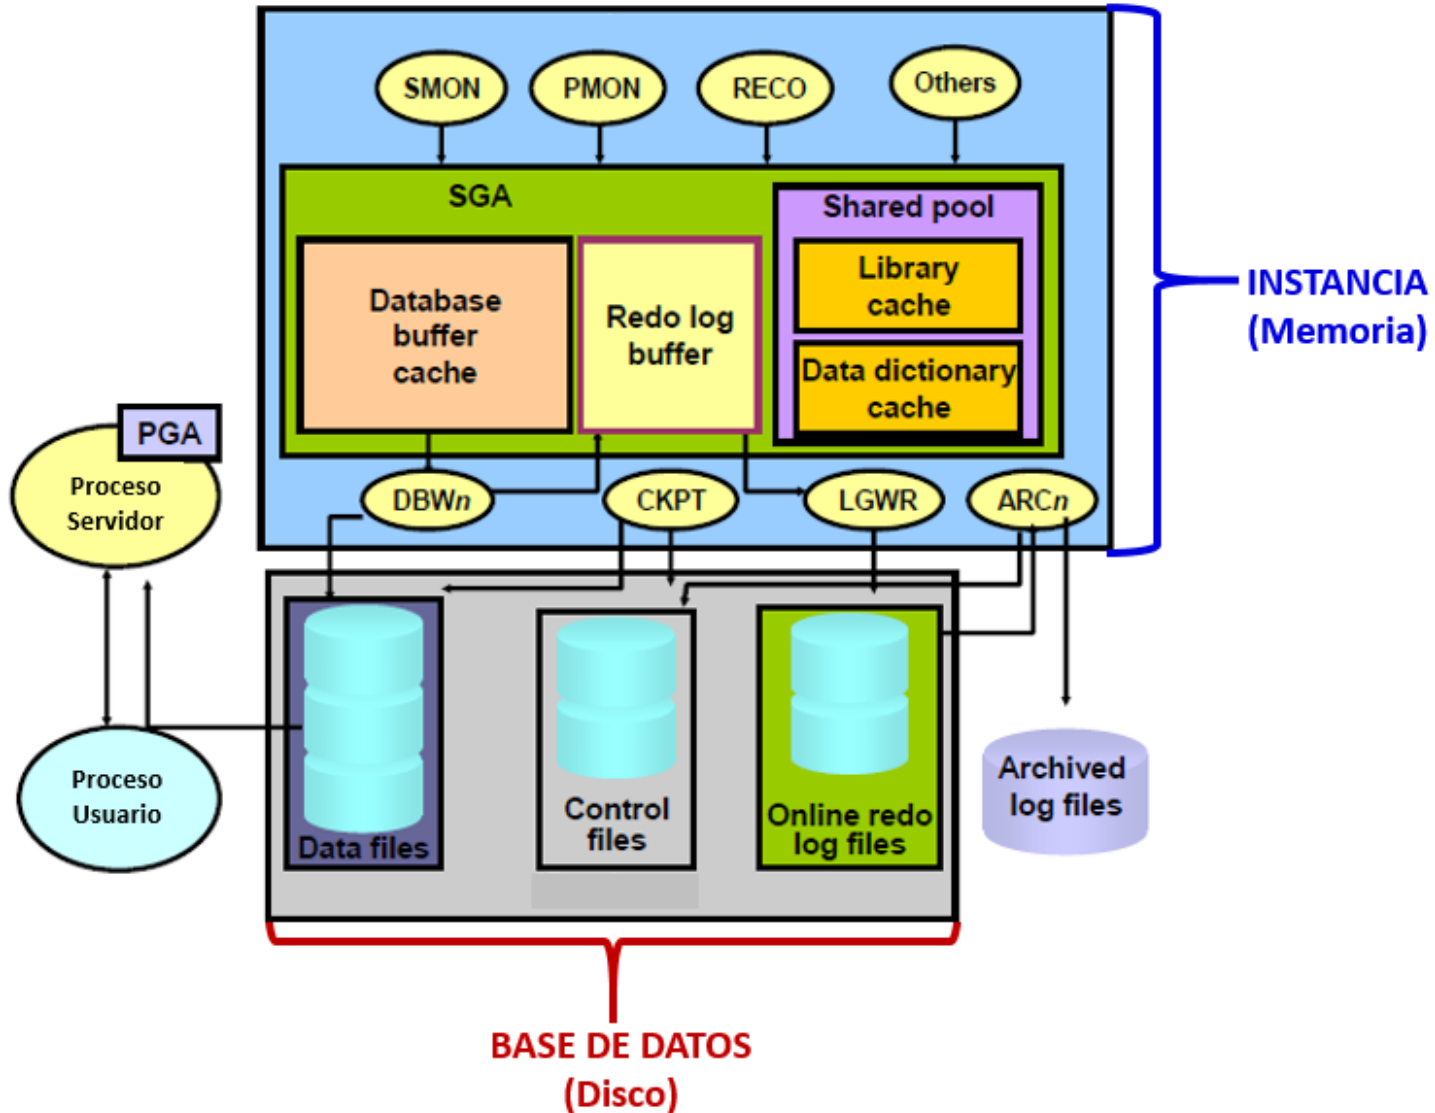 SMON
PMON
RECO
Others
SGA
Shared pool
Library
cache
Data dictionary
cache
Database
buffer
cache
Redo log
buffer
INSTANCIA
(Memoria)
PGA
Proceso
Servidor
DBWn
CKPT
LGWR
ARCn
Proceso
Usuario
Data files
Control
files
Online redo
log files
Archived
log files
BASE DE DATOS
(Disco)